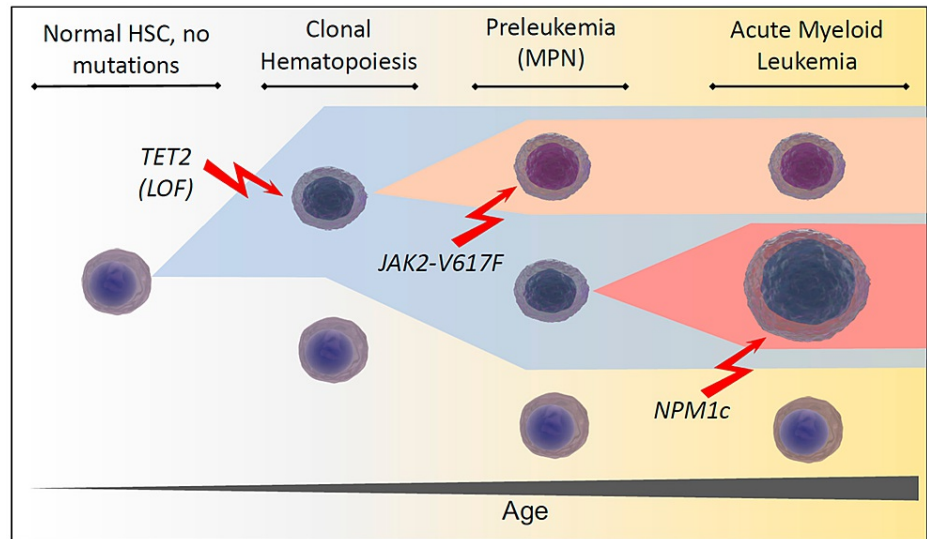 Normal HSC, no
mutations
Clonal
Hematopoiesis
Preleukemia
(MPN)
Acute Myeloid
Leukemia
TET2
(LOF)
JAK2-V617F
NPM1c
Age